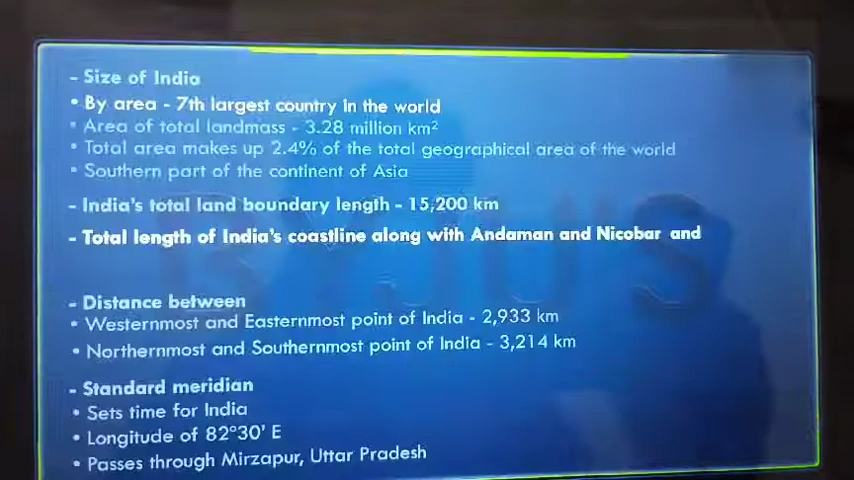 - Size of India
• By area - 7th largest country in the world
• Area of total landmass - 3.28 million km²
• Total area makes up 2.4% of the total geographical area of the world
• Southern part of the continent of Asia
- India's total land boundary length - 15,200 km
- Total length of India's coastline along with Andaman and Nicobar and
- Distance between
• Westernmost and Easternmost point of India - 2,933 km
• Northernmost and Southernmost point of India - 3,214 km
- Standard meridian
• Sets time for India
• Longitude of 82°30' E
• Passes through Mirzapur, Uttar Pradesh